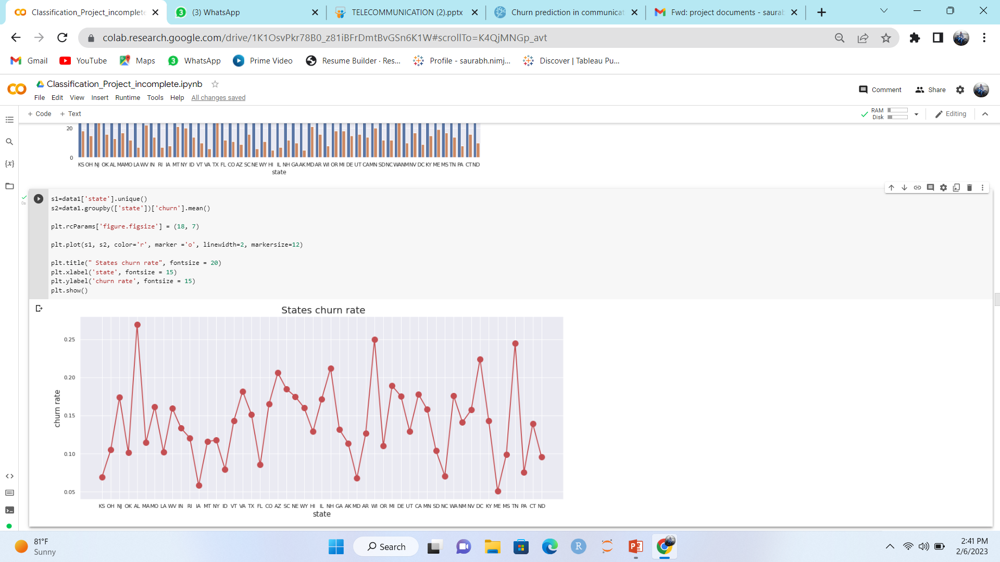 Classification_Project_incomplete
(3) WhatsApp
TELECOMMUNICATION (2).pptx
Churn prediction in communicat
Fwd: project documents - saurab
colab.research.google.com/drive/1K1OsvPkr78B0_z81iBFrDmtBvGSn6K1W#scrollTo=K4QjMNGp_avt
Gmail
YouTube
Maps
3
WhatsApp
Prime Video
Resume Builder · Res...
Profile - saurabh.nimj...
Discover | Tableau Pu...
Classification_Project_incomplete.ipynb
Comment
Share
File Edit View Insert Runtime Tools Help All changes saved
+ Code + Text
RAM
Disk
Editing
20
0
KS OH NJ OK AL MA MO LA WV IN RI IA MT NY ID VT VA TX FL CO AZ SC NE WY HI IL NH GA AK MD AR WI OR MI DE UT CA MN SD NC WA NM NV DC KY ME MS TN PA CT ND
state
{x}
0s
s1=data1['state'].unique()
s2=data1.groupby(['state'])['churn'].mean()
plt.rcParams['figure.figsize'] = (18, 7)
plt.plot(s1, s2, color='r', marker ='o', linewidth=2, markersize=12)
plt.title(" States churn rate", fontsize = 20)
plt.xlabel('state', fontsize = 15)
plt.ylabel('churn rate', fontsize = 15)
plt.show()
States churn rate
0.25
0.20
0.15
0.10
0.05
churn rate
KS OH NJ OK AL MA MO LA WV IN RI IA MT NY ID VT VA TX FL CO AZ SC NE WY HI IL NH GA AK MD AR WI OR MI DE UT CA MN SD NC WA NM NV DC KY ME MS TN PA CT ND
state
81°F
Sunny
Search
R
2:41 PM
2/6/2023